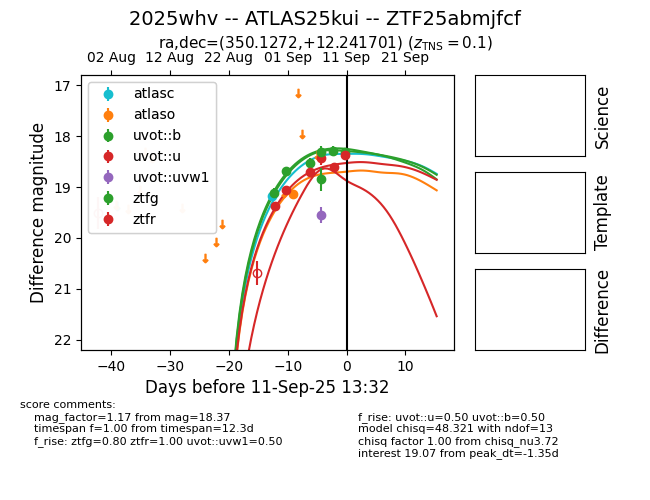 2025whv -- ATLAS25kui -- ZTF25abmjfcf
ra,dec=(350.1272,+12.241701) (z_TNS = 0.1)
02 Aug 12 Aug 22 Aug 01 Sep 11 Sep 21 Sep
17
18
19
20
21
22
Difference magnitude
atlasc
atlaso
uvot::b
uvot::u
uvot::uvw1
ztfg
ztfr
−40 −30 −20 −10 0 10
Days before 11-Sep-25 13:32
Science
Template
Difference
score comments:
mag_factor=1.17 from mag=18.37
timespan f=1.00 from timespan=12.3d
f_rise: ztfg=0.80 ztfr=1.00 uvot::uvw1=0.50
f_rise: uvot::u=0.50 uvot::b=0.50
model chisq=48.321 with ndof=13
chisq factor 1.00 from chisq_nu3.72
interest 19.07 from peak_dt=-1.35d